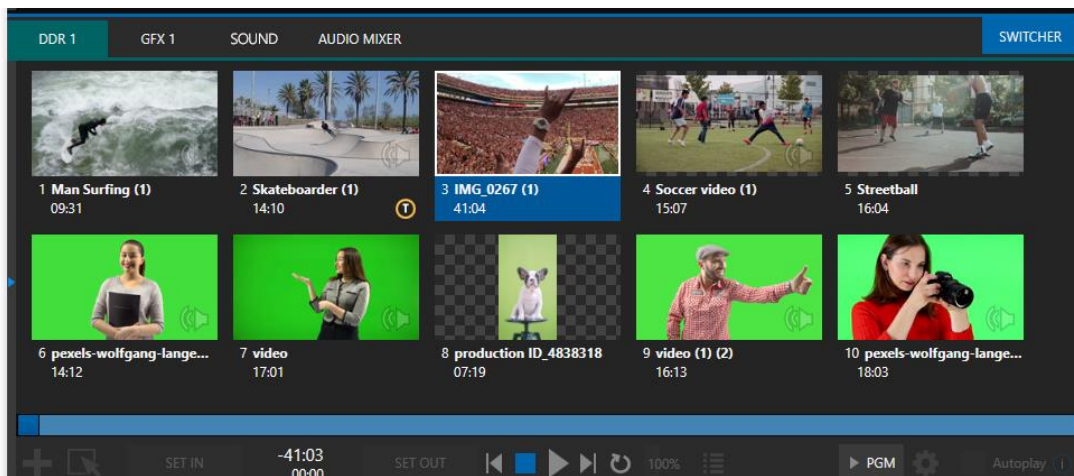 DDR 1 GFX 1 SOUND AUDIO MIXER SWITCHER
1 Man Surfing (1) 2 Skateboarder (1) 3 IMG_0267 (1) 4 Soccer video (1) 5 Streetball
09:31 14:10 T 41:04 15:07 16:04
6 pexels-wolfgang-lange... 7 video 8 production ID_4838318 9 video (1) (2) 10 pexels-wolfgang-lange...
14:12 17:01 07:19 16:13 18:03
SET IN -41:03 SET OUT 100% PGM Autoplay
00:00